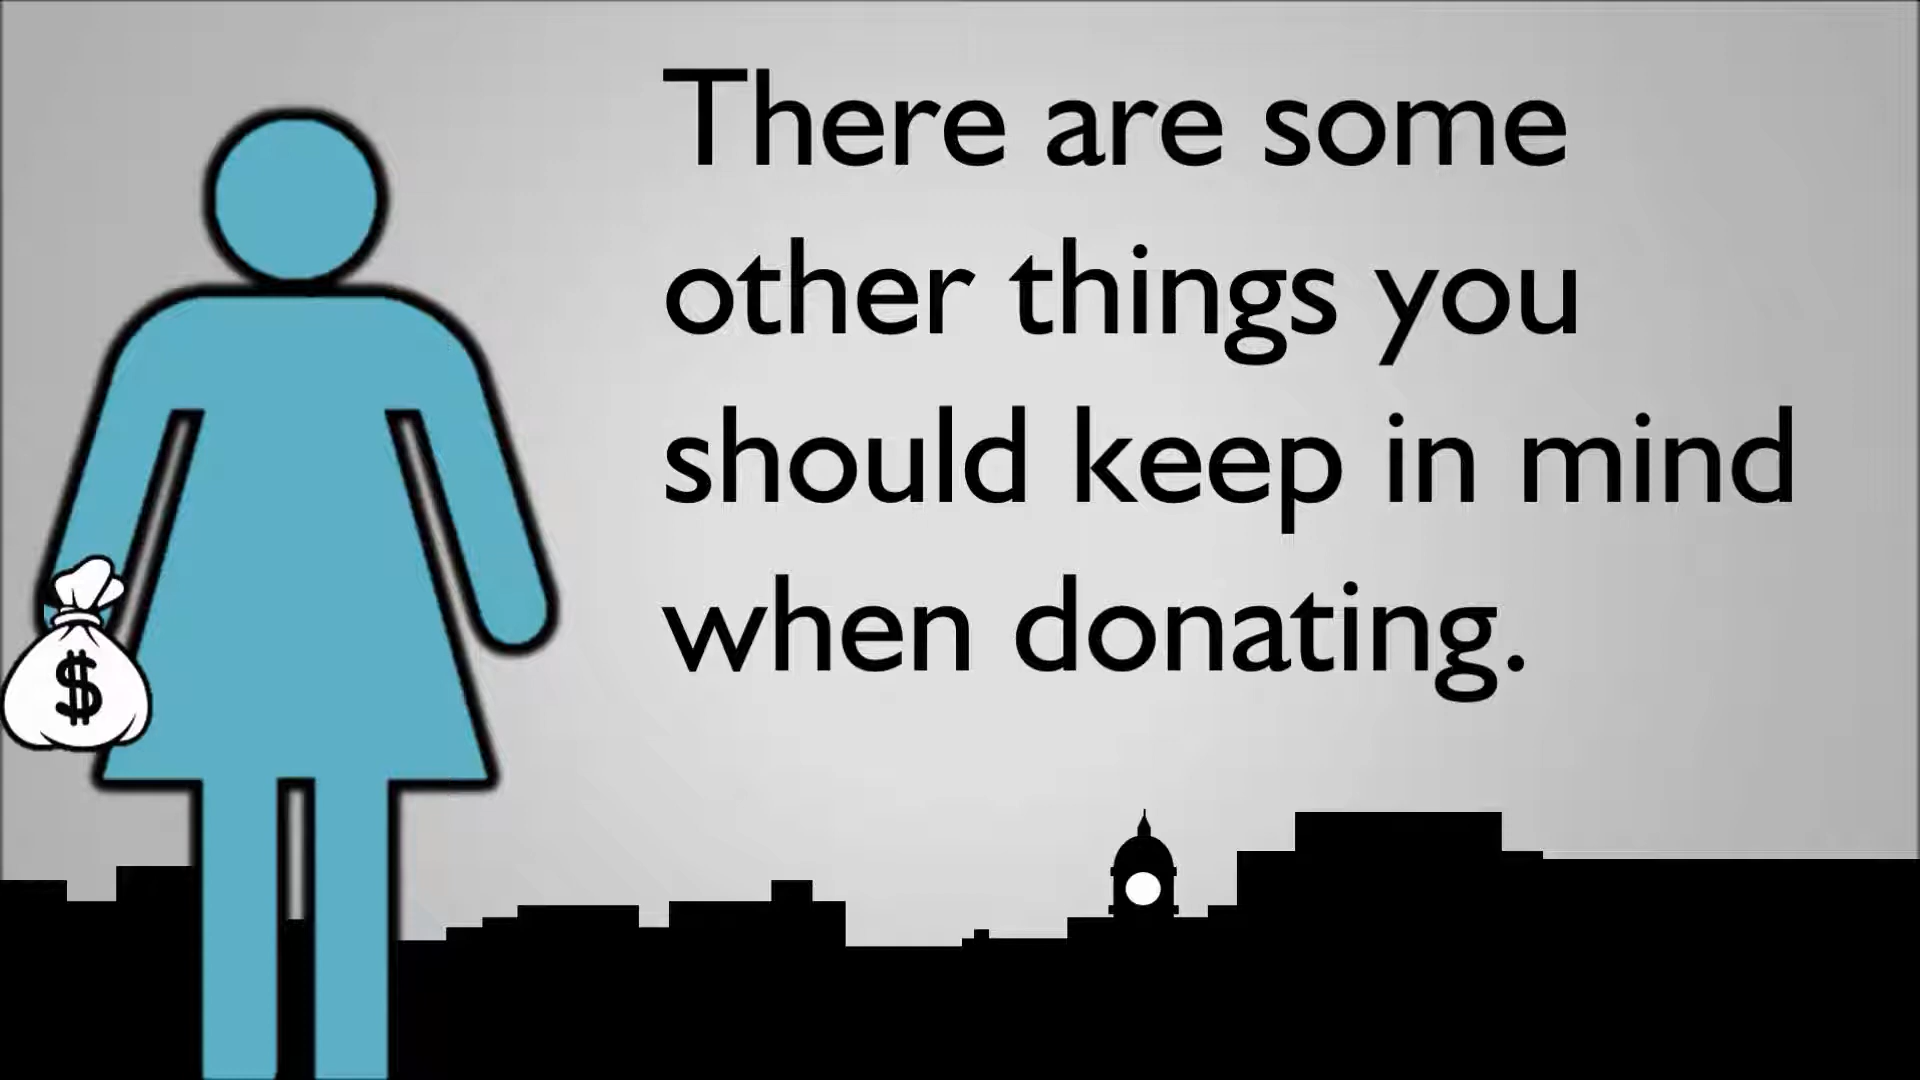 There are some
other things you
should keep in mind
when donating.
$